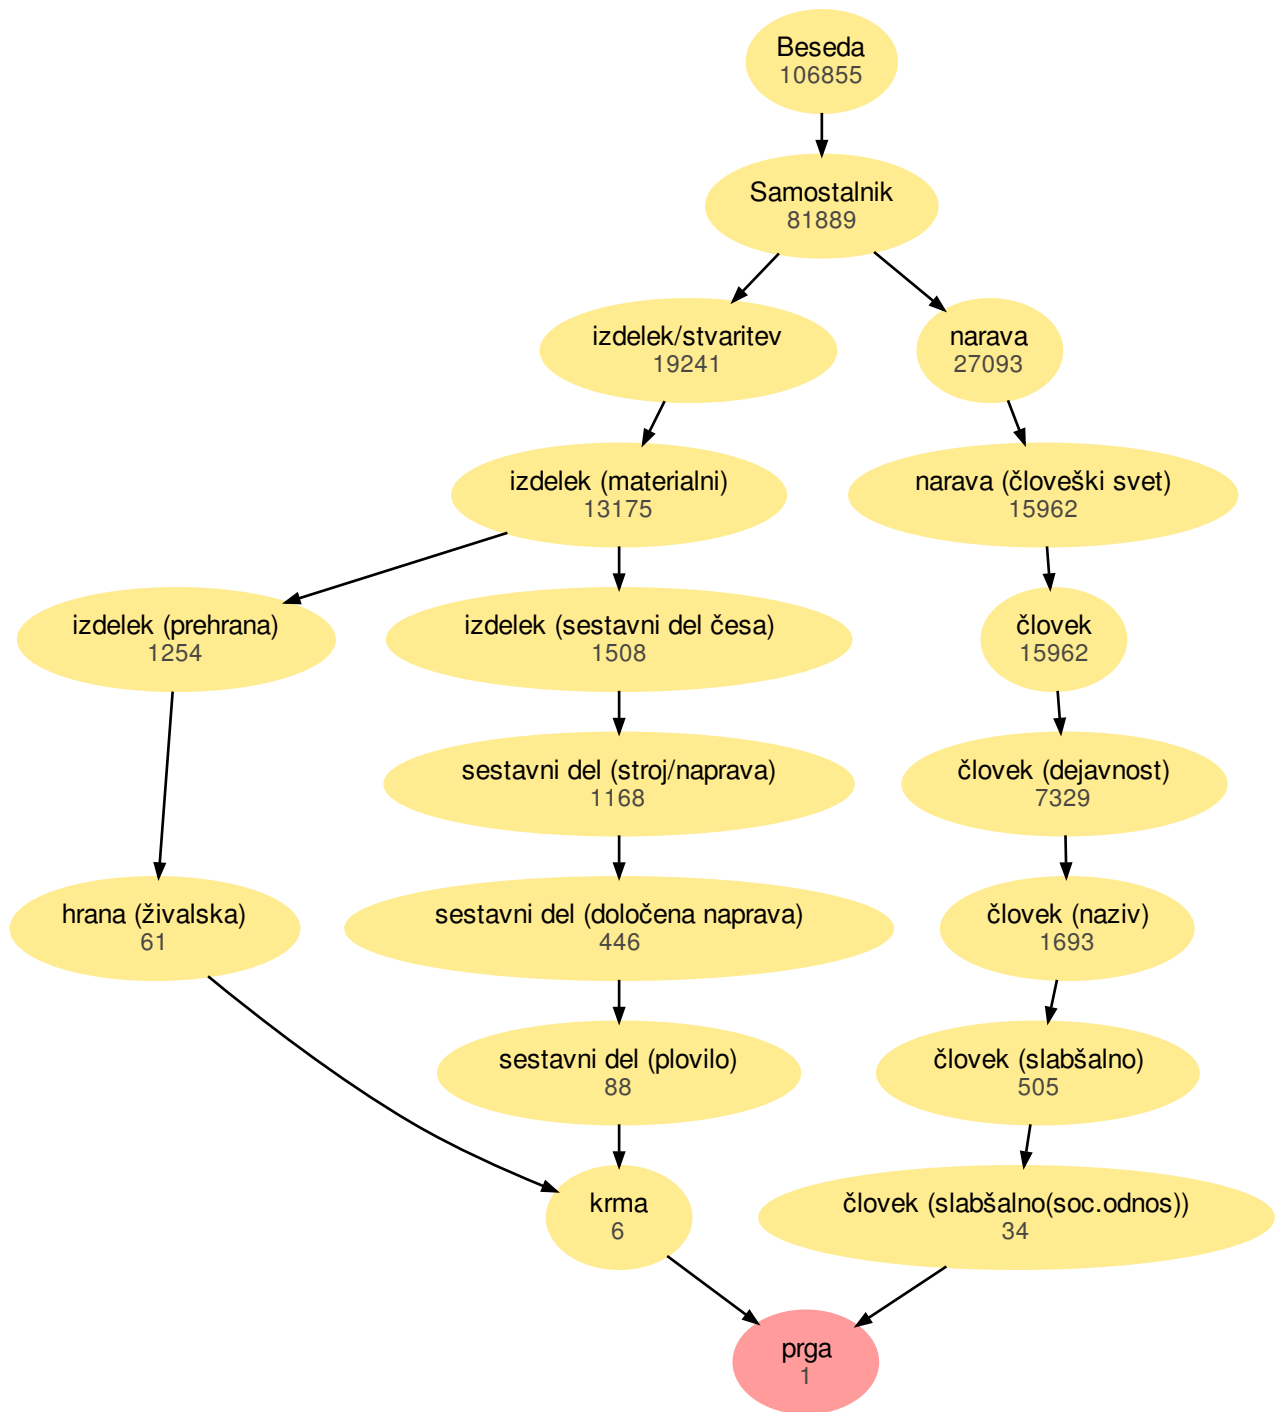 Beseda
106855
Samostalnik
81889
izdelek/stvaritev
19241
narava
27093
izdelek (materialni)
13175
narava (človeški svet)
15962
izdelek (prehrana)
1254
izdelek (sestavni del česa)
1508
človek
15962
sestavni del (stroj/naprava)
1168
človek (dejavnost)
7329
hrana (živalska)
61
sestavni del (določena naprava)
446
človek (naziv)
1693
sestavni del (plovilo)
88
človek (slabšalno)
505
krma
6
človek (slabšalno(soc.odnos))
34
prga
1